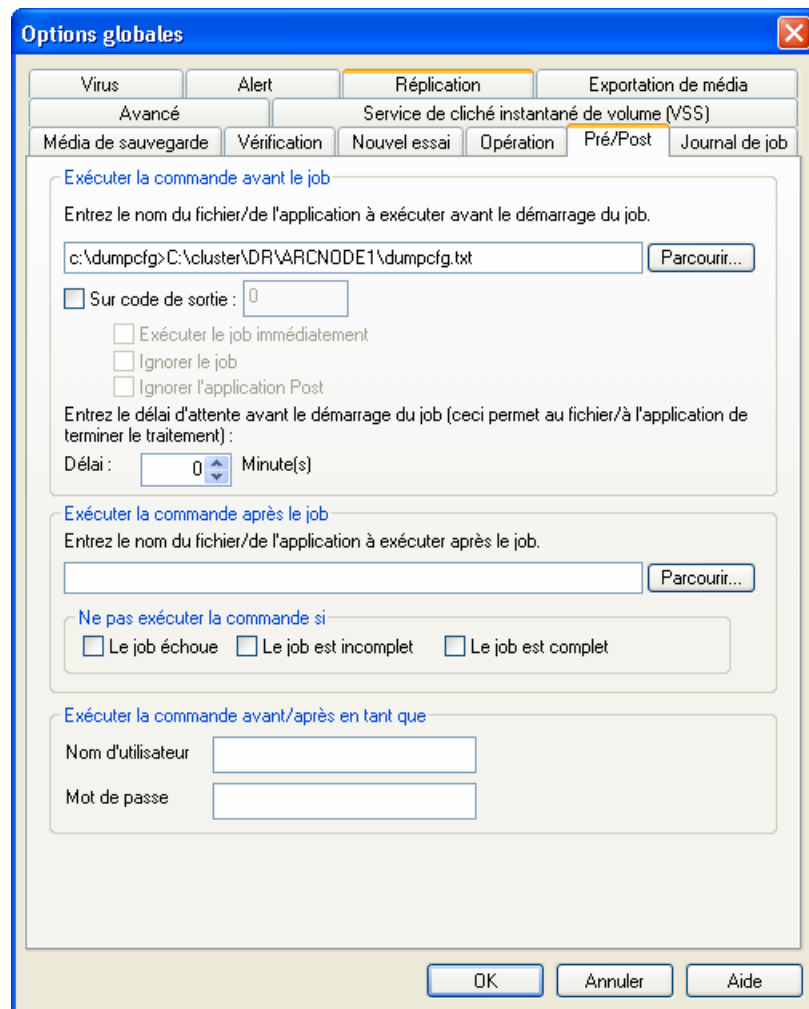 Options globales
Virus Alert Réplication Exportation de média
Avancé Service de cliché instantané de volume (VSS)
Média de sauvegarde Vérification Nouvel essai Opération Pré/Post Journal de job
Exécuter la commande avant le job
Entrez le nom du fichier/de l'application à exécuter avant le démarrage du job.
c:\dumpcfg>C:\cluster\DR\ARCNODE1\dumpcfg.txt Parcourir...
Sur code de sortie : 0
Exécuter le job immédiatement
Ignorer le job
Ignorer l'application Post
Entrez le délai d'attente avant le démarrage du job (ceci permet au fichier/à l'application de
terminer le traitement) :
Délai : 0 Minute(s)
Exécuter la commande après le job
Entrez le nom du fichier/de l'application à exécuter après le job.
Parcourir...
Ne pas exécuter la commande si
Le job échoue Le job est incomplet Le job est complet
Exécuter la commande avant/après en tant que
Nom d'utilisateur
Mot de passe
OK Annuler Aide